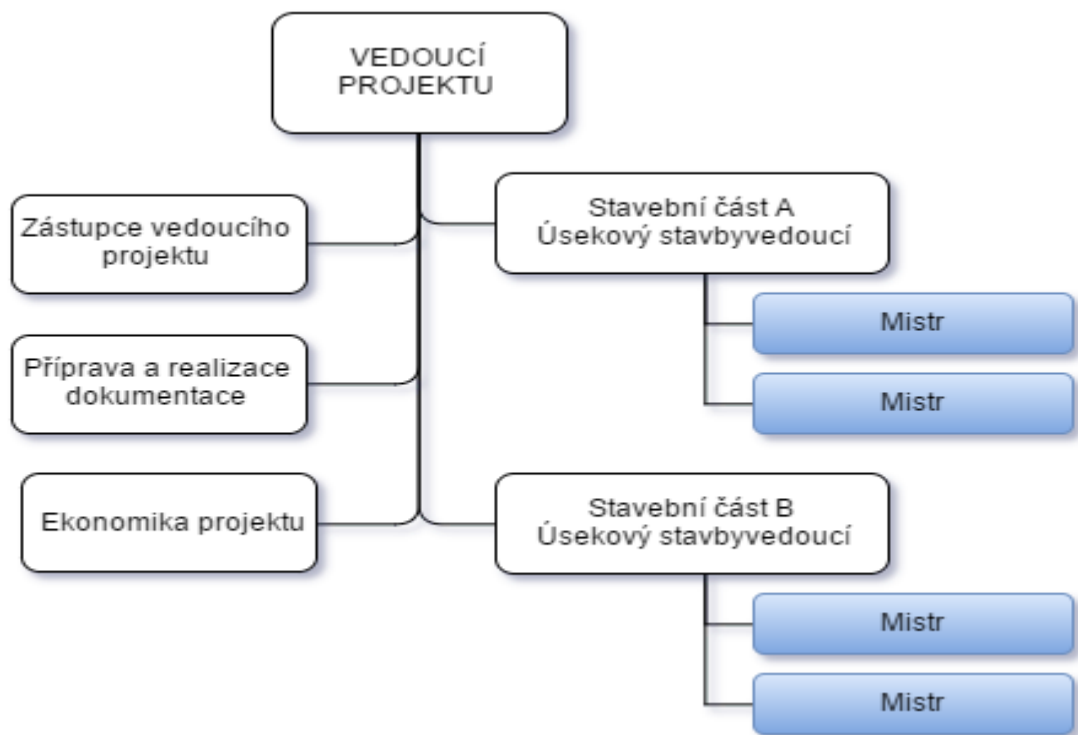 VEDOUCÍ
PROJEKTU
Zástupce vedoucího
projektu
Příprava a realizace
dokumentace
Ekonomika projektu
Stavební část A
Úsekový stavbyvedoucí
Mistr
Mistr
Stavební část B
Úsekový stavbyvedoucí
Mistr
Mistr